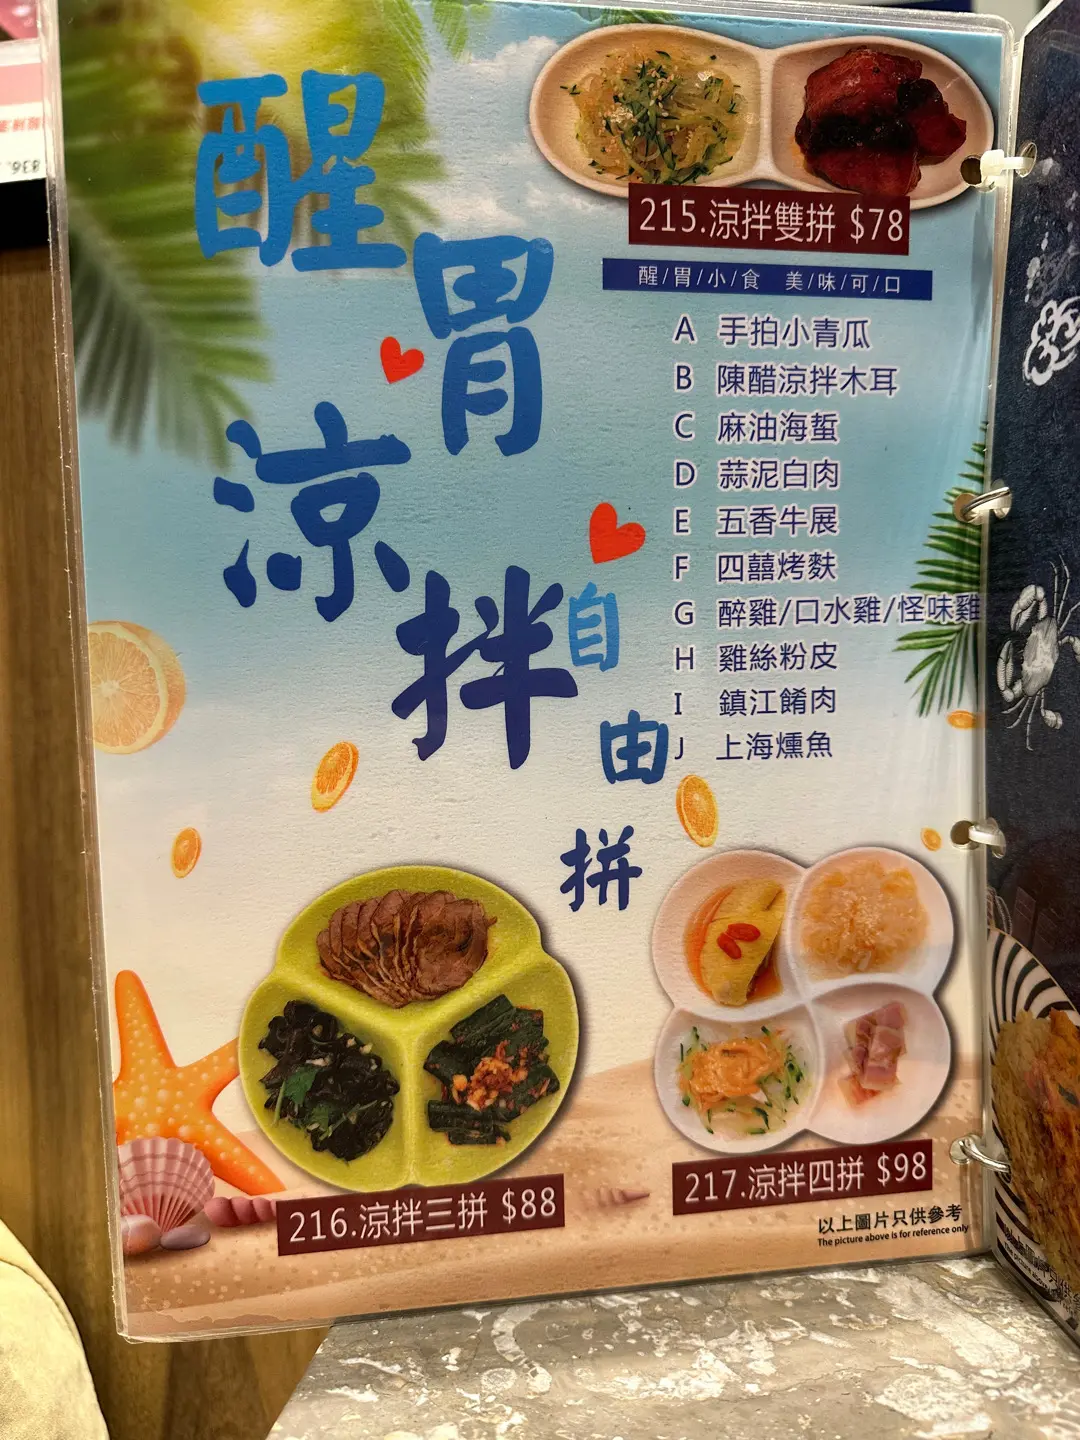 醒胃涼拌自由拼
215.涼拌雙拼 $78
醒/胃/小/食 美/味/可/口
A 手拍小青瓜
B 陳醋涼拌木耳
C 麻油海蜇
D 蒜泥白肉
E 五香牛展
F 四囍烤麩
G 醉雞/口水雞/怪味雞
H 雞絲粉皮
I 鎮江餚肉
J 上海燻魚
216.涼拌三拼 $88
217.涼拌四拼 $98
以上圖片只供參考
The picture above is for reference only